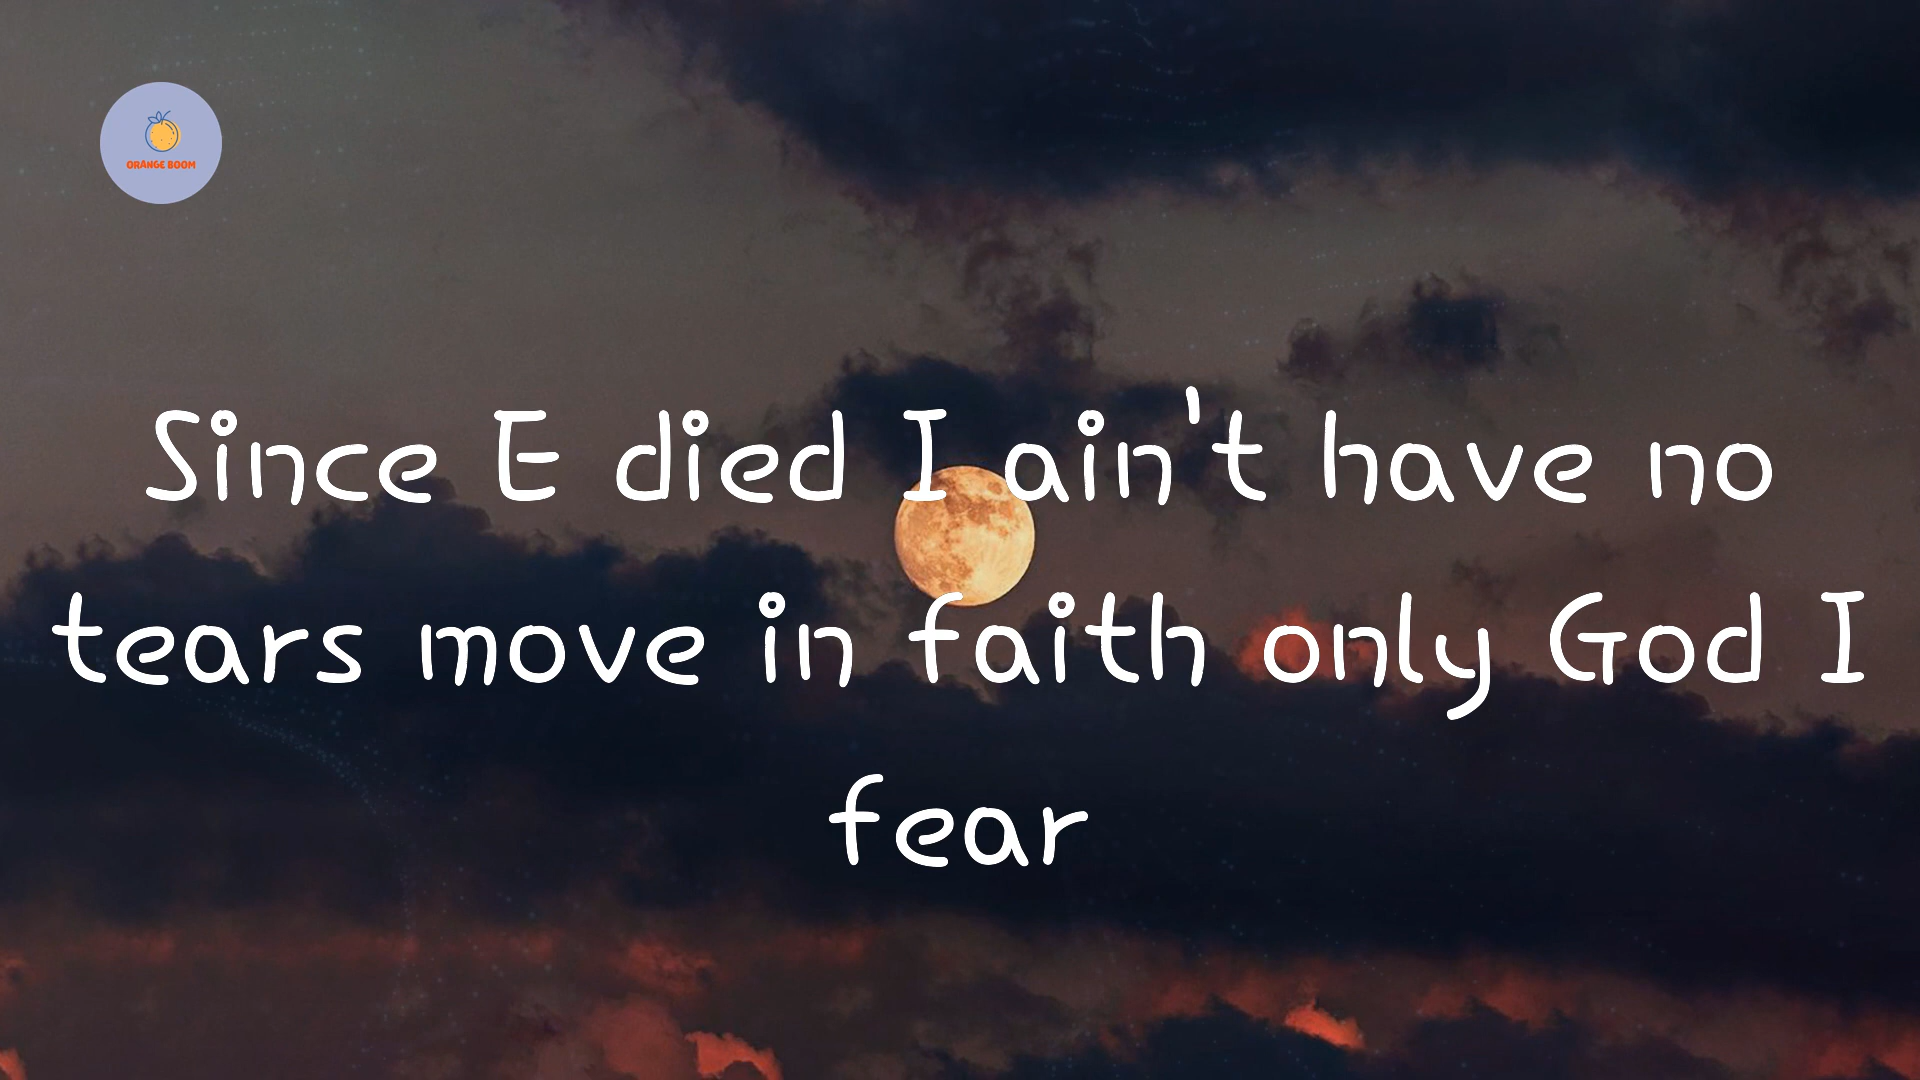 ORANGE BOOM
Since E died I ain't have no
tears move in faith only God I
fear